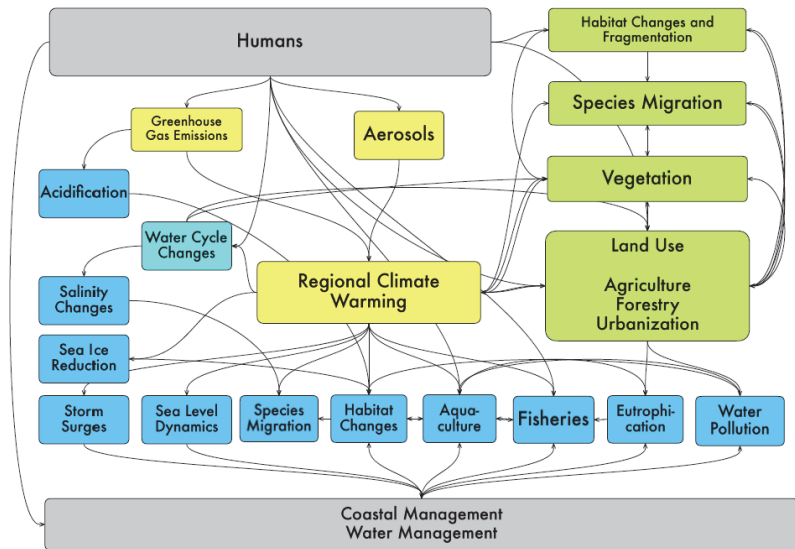 Humans
Habitat Changes and
Fragmentation
Greenhouse
Gas Emissions
Aerosols
Species Migration
Acidification
Vegetation
Water Cycle
Changes
Land Use
Agriculture
Forestry
Urbanization
Regional Climate
Warming
Salinity
Changes
Sea Ice
Reduction
Storm
Surges
Sea Level
Dynamics
Species
Migration
Habitat
Changes
Aqua-
culture
Fisheries
Eutrophi-
cation
Water
Pollution
Coastal Management
Water Management